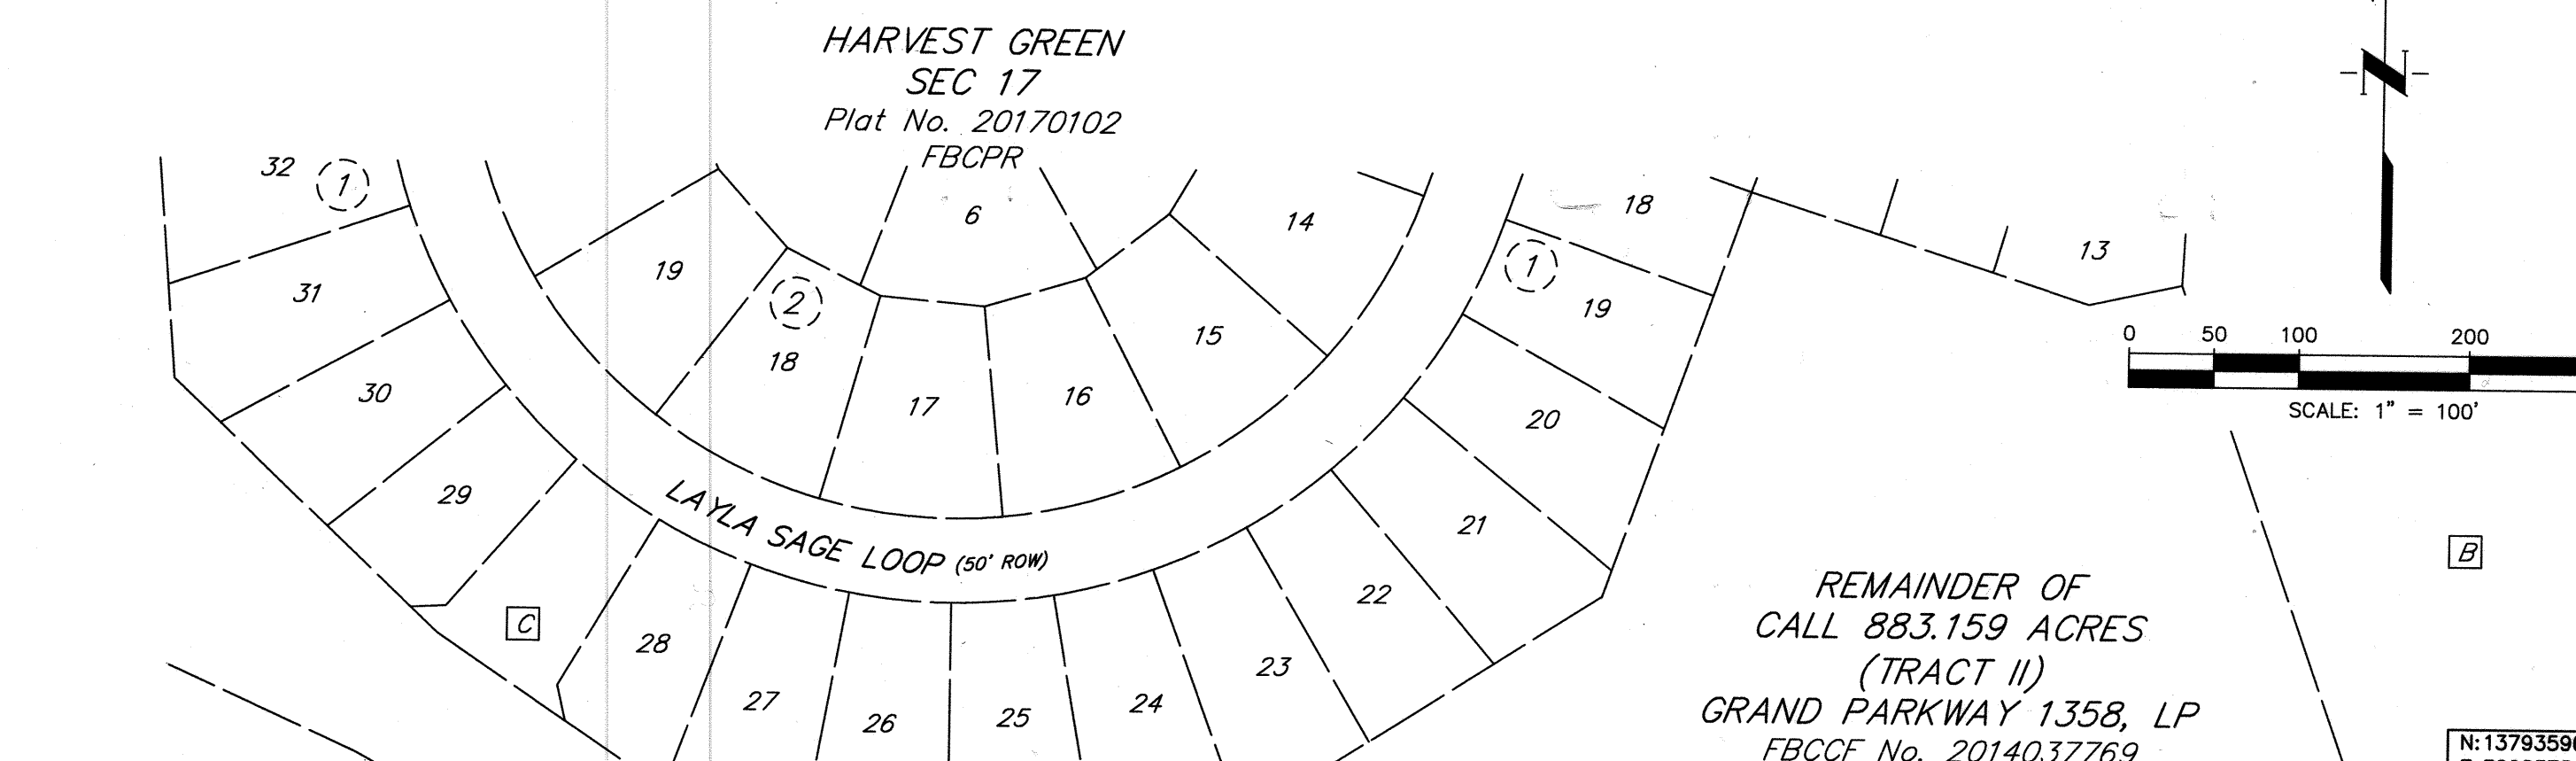 HARVEST GREEN
SEC 17
Plat No. 20170102
FBCPR
N
32
1
31
30
29
C
28
27
26
25
24
23
22
21
20
19
1
18
13
19
2
18
17
16
15
14
6
LAYLA SAGE LOOP (50' ROW)
0 50 100 200
SCALE: 1" = 100'
B
REMAINDER OF
CALL 883.159 ACRES
(TRACT II)
GRAND PARKWAY 1358, LP
FBCCF No. 2014037769